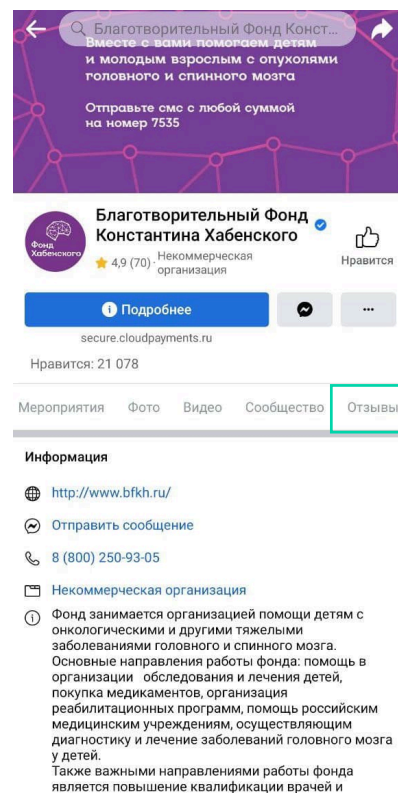 Благотворительный Фонд Конст...
Вместе с вами помогаем детям
и молодым взрослым с опухолями
головного и спинного мозга
Отправьте смс с любой суммой
на номер 7535
Фонд
Хабенского
Благотворительный Фонд
Константина Хабенского
4,9 (70) · Некоммерческая
организация
Нравится
Подробнее
secure.cloudpayments.ru
Нравится: 21 078
Мероприятия Фото Видео Сообщество Отзывы
Информация
http://www.bfkh.ru/
Отправить сообщение
8 (800) 250-93-05
Некоммерческая организация
Фонд занимается организацией помощи детям с
онкологическими и другими тяжелыми
заболеваниями головного и спинного мозга.
Основные направления работы фонда: помощь в
организации обследования и лечения детей,
покупка медикаментов, организация
реабилитационных программ, помощь российским
медицинским учреждениям, осуществляющим
диагностику и лечение заболеваний головного мозга
у детей.
Также важными направлениями работы фонда
является повышение квалификации врачей и